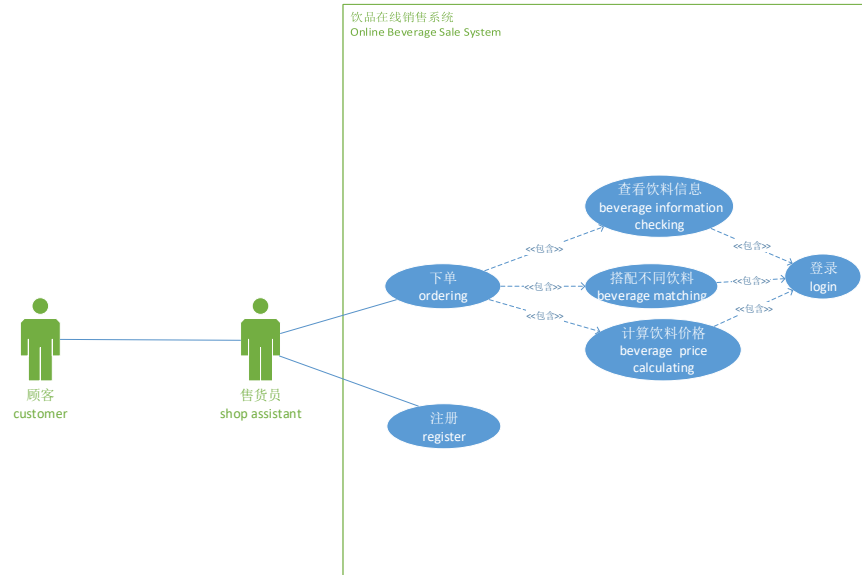 饮品在线销售系统
Online Beverage Sale System
查看饮料信息
beverage information
checking
<<包含>>
<<包含>>
下单
ordering
<<包含>>
搭配不同饮料
beverage matching
<<包含>>
登录
login
<<包含>>
计算饮料价格
beverage price
calculating
<<包含>>
顾客
customer
售货员
shop assistant
注册
register